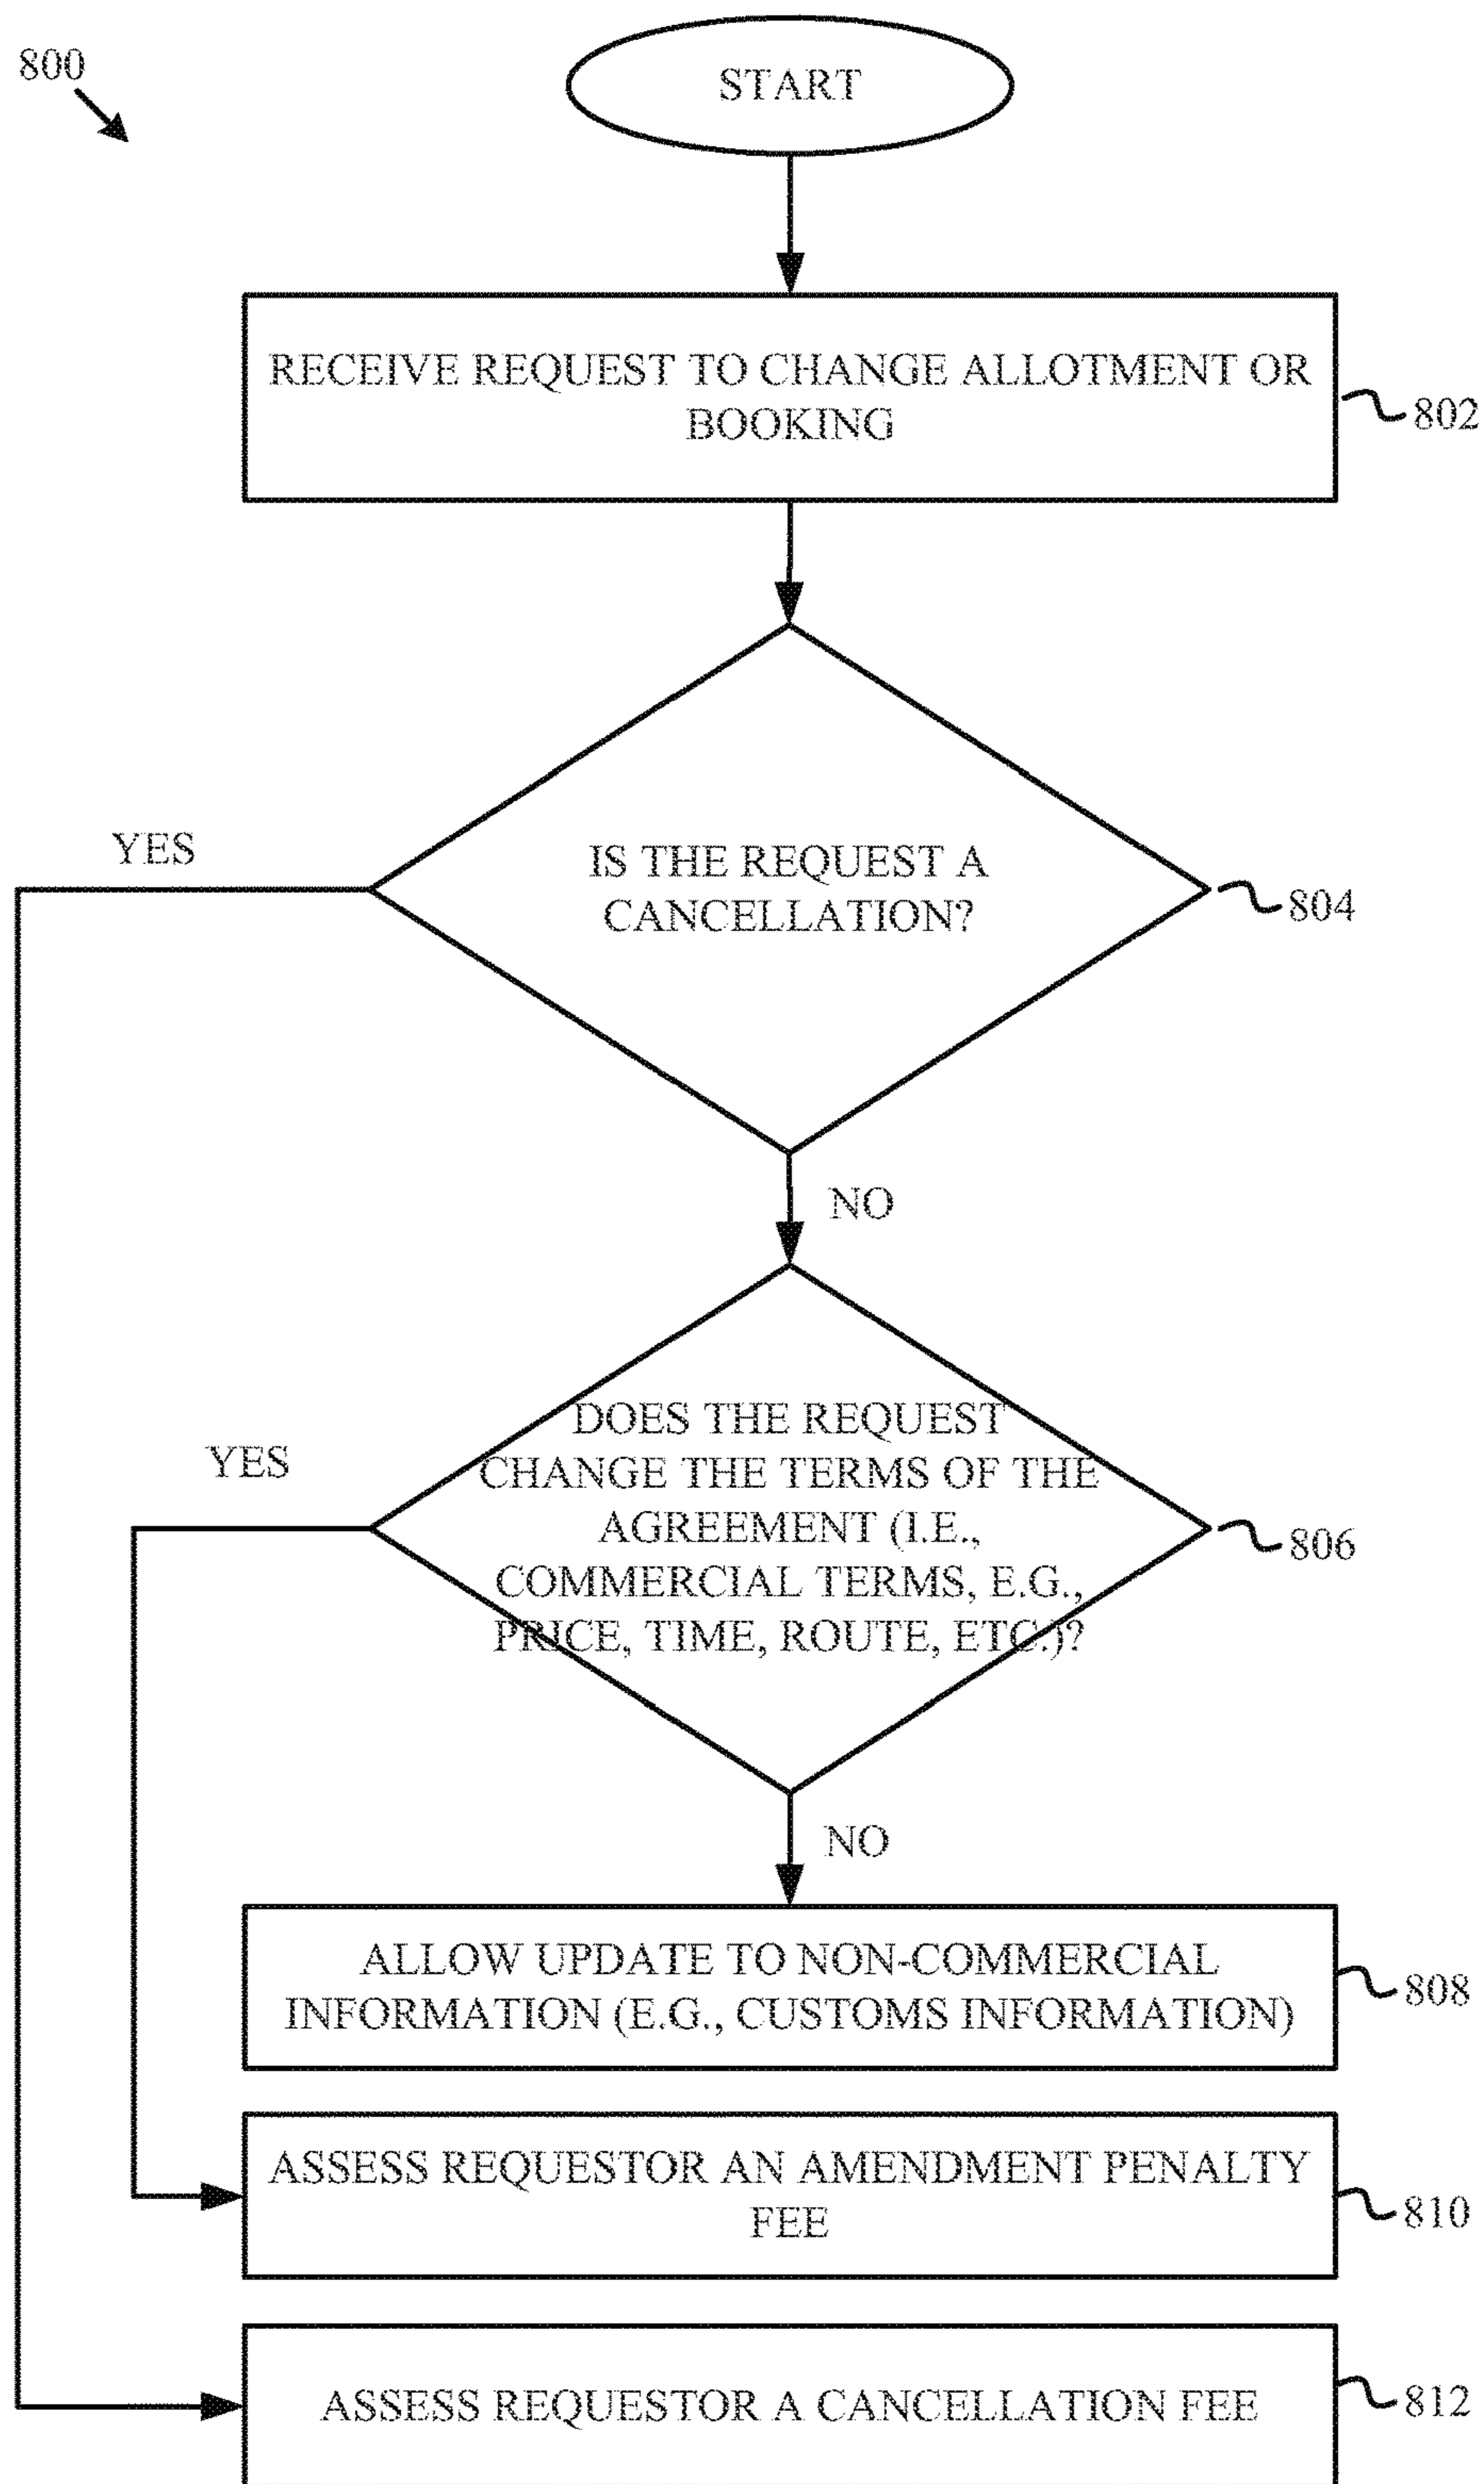 800
START
RECEIVE REQUEST TO CHANGE ALLOTMENT OR
BOOKING
802
YES
IS THE REQUEST A
CANCELLATION?
804
NO
YES
DOES THE REQUEST
CHANGE THE TERMS OF THE
AGREEMENT (I.E.,
COMMERCIAL TERMS, E.G.,
PRICE, TIME, ROUTE, ETC.)?
806
NO
ALLOW UPDATE TO NON-COMMERCIAL
INFORMATION (E.G., CUSTOMS INFORMATION)
808
ASSESS REQUESTOR AN AMENDMENT PENALTY
FEE
810
ASSESS REQUESTOR A CANCELLATION FEE
812